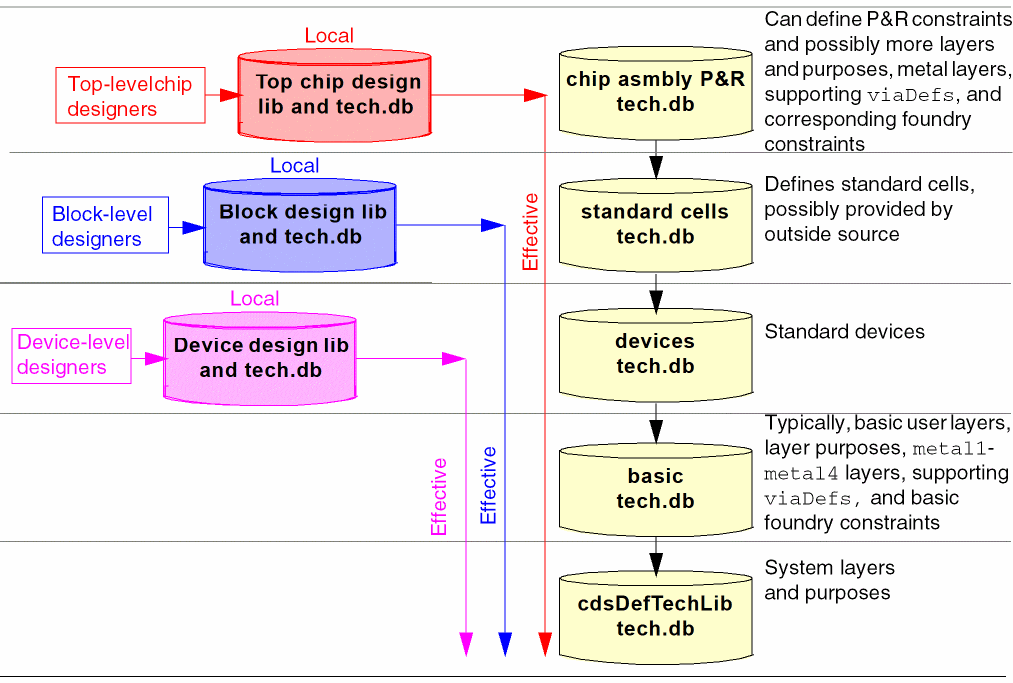 Local
Top-levelchip
designers
Top chip design
lib and tech.db
chip asmbly P&R
tech.db
Can define P&R constraints
and possibly more layers
and purposes, metal layers,
supporting viaDefs, and
corresponding foundry
constraints
Local
Block-level
designers
Block design lib
and tech.db
Effective
standard cells
tech.db
Defines standard cells,
possibly provided by
outside source
Local
Device-level
designers
Device design lib
and tech.db
devices
tech.db
Standard devices
Effective
Effective
basic
tech.db
Typically, basic user layers,
layer purposes, metal1-
metal4 layers, supporting
viaDefs, and basic
foundry constraints
cdsDefTechLib
tech.db
System layers
and purposes